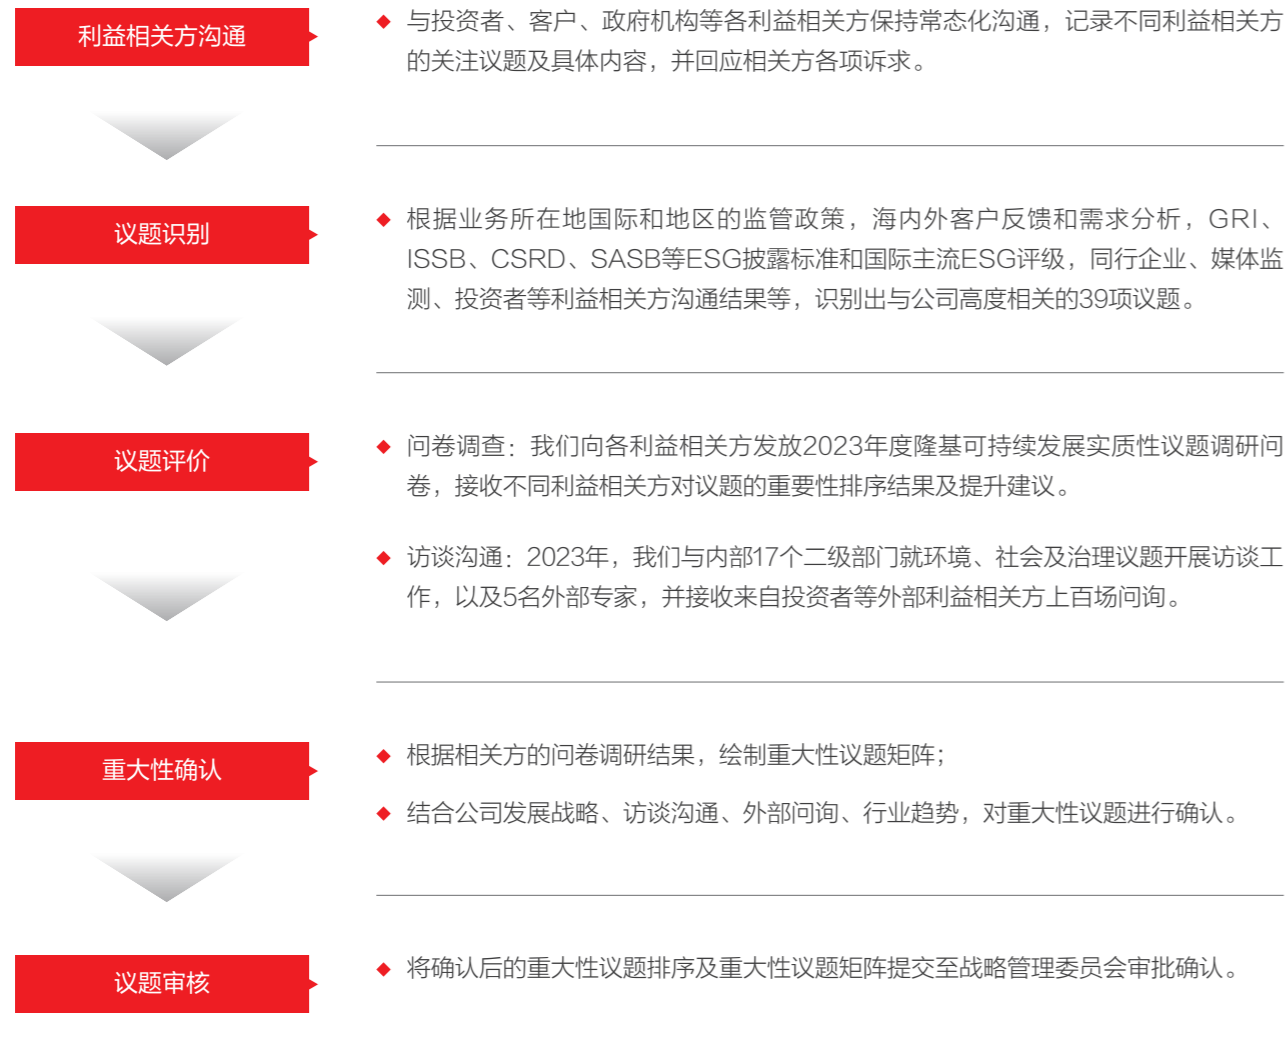 利益相关方沟通
与投资者、客户、政府机构等各利益相关方保持常态化沟通，记录不同利益相关方
的关注议题及具体内容，并回应相关方各项诉求。
议题识别
根据业务所在地国际和地区的监管政策，海内外客户反馈和需求分析，GRI、
ISSB、CSRD、SASB等ESG披露标准和国际主流ESG评级，同行企业、媒体监
测、投资者等利益相关方沟通结果等，识别出与公司高度相关的39项议题。
议题评价
问卷调查：我们向各利益相关方发放2023年度隆基可持续发展实质性议题调研问
卷，接收不同利益相关方对议题的重要性排序结果及提升建议。
访谈沟通：2023年，我们与内部17个二级部门就环境、社会及治理议题开展访谈工
作，以及5名外部专家，并接收来自投资者等外部利益相关方上百场问询。
重大性确认
根据相关方的问卷调研结果，绘制重大性议题矩阵；
结合公司发展战略、访谈沟通、外部问询、行业趋势，对重大性议题进行确认。
议题审核
将确认后的重大性议题排序及重大性议题矩阵提交至战略管理委员会审批确认。